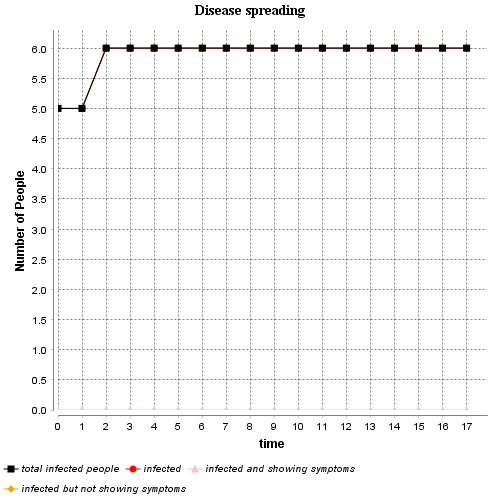 Disease spreading
6.0
5.5
5.0
4.5
4.0
3.5
3.0
2.5
2.0
1.5
1.0
0.5
0.0
Number of People
0 1 2 3 4 5 6 7 8 9 10 11 12 13 14 15 16 17
time
total infected people infected infected and showing symptoms
infected but not showing symptoms